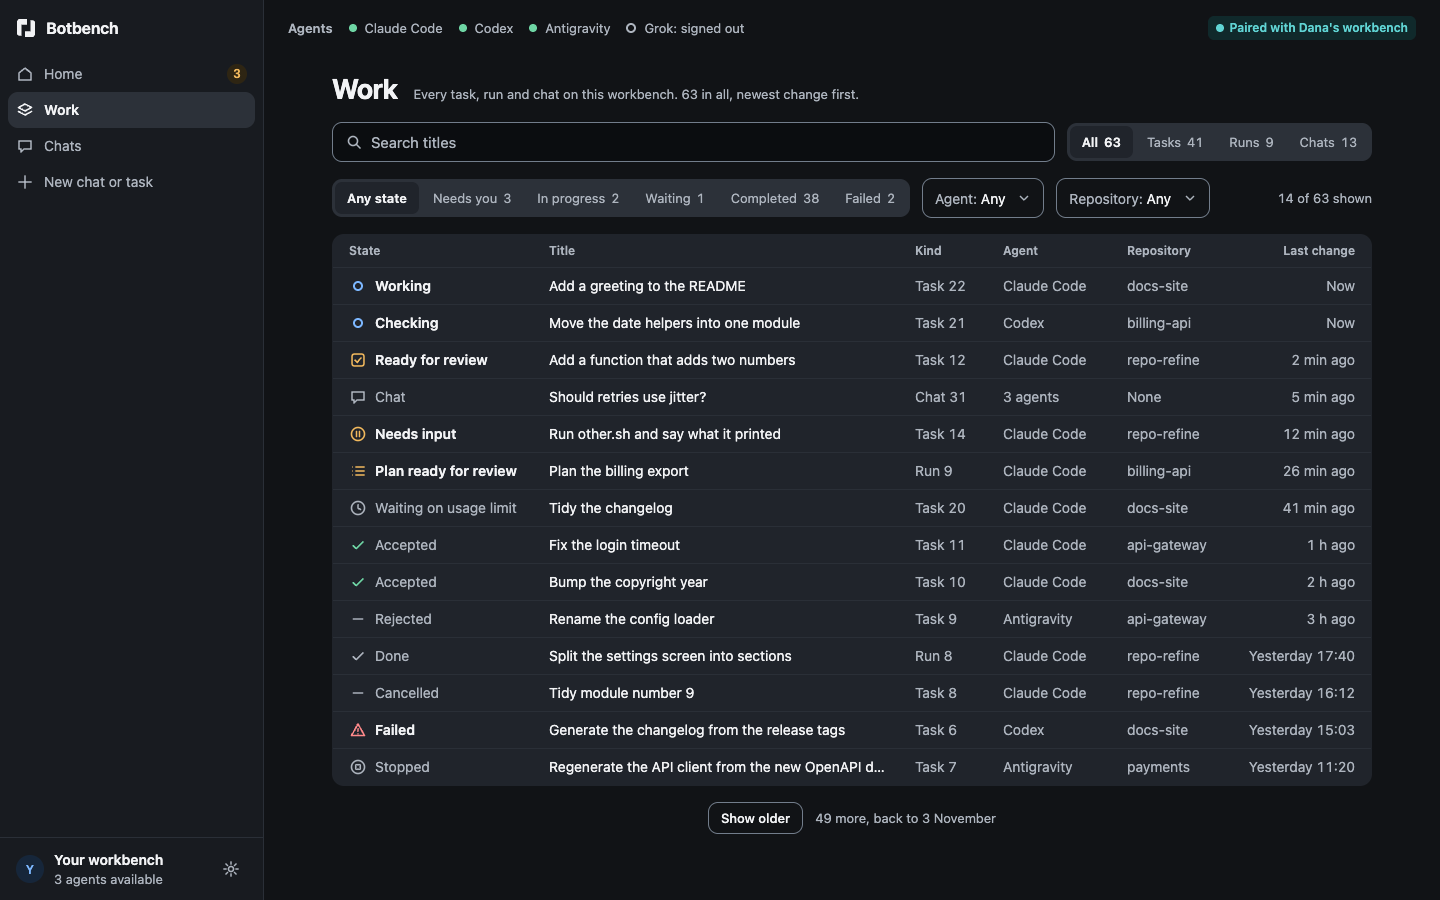 Botbench
Home 3
Work
Chats
New chat or task
Your workbench
Y
3 agents available
Agents Claude Code Codex Antigravity Grok: signed out Paired with Dana's workbench
Work Every task, run and chat on this workbench. 63 in all, newest change first.
Search titles All 63 Tasks 41 Runs 9 Chats 13
Any state Needs you 3 In progress 2 Waiting 1 Completed 38 Failed 2 Agent: Any Repository: Any 14 of 63 shown
State Title Kind Agent Repository Last change
Working Add a greeting to the README Task 22 Claude Code docs-site Now
Checking Move the date helpers into one module Task 21 Codex billing-api Now
Ready for review Add a function that adds two numbers Task 12 Claude Code repo-refine 2 min ago
Chat Should retries use jitter? Chat 31 3 agents None 5 min ago
Needs input Run other.sh and say what it printed Task 14 Claude Code repo-refine 12 min ago
Plan ready for review Plan the billing export Run 9 Claude Code billing-api 26 min ago
Waiting on usage limit Tidy the changelog Task 20 Claude Code docs-site 41 min ago
Accepted Fix the login timeout Task 11 Claude Code api-gateway 1 h ago
Accepted Bump the copyright year Task 10 Claude Code docs-site 2 h ago
Rejected Rename the config loader Task 9 Antigravity api-gateway 3 h ago
Done Split the settings screen into sections Run 8 Claude Code repo-refine Yesterday 17:40
Cancelled Tidy module number 9 Task 8 Claude Code repo-refine Yesterday 16:12
Failed Generate the changelog from the release tags Task 6 Codex docs-site Yesterday 15:03
Stopped Regenerate the API client from the new OpenAPI d... Task 7 Antigravity payments Yesterday 11:20
Show older 49 more, back to 3 November